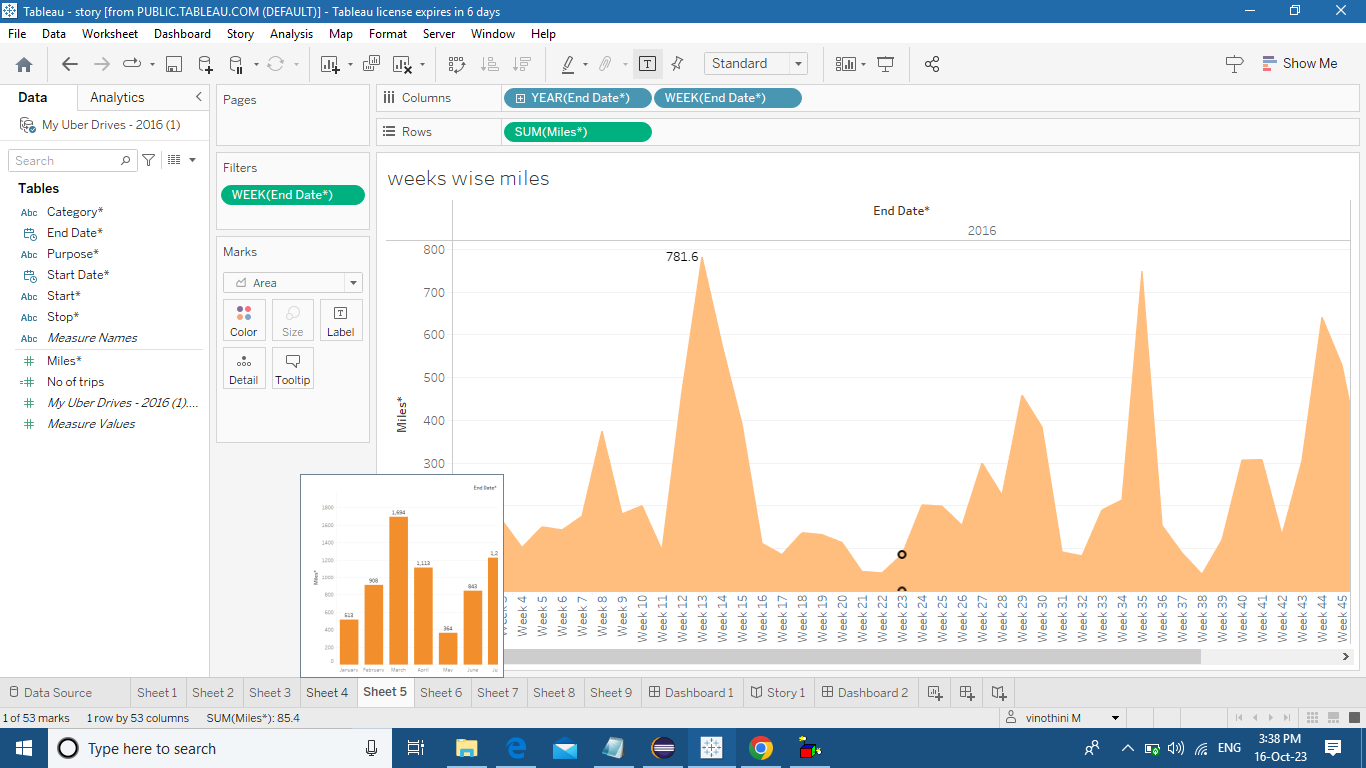 Tableau - story [from PUBLIC.TABLEAU.COM (DEFAULT)] - Tableau license expires in 6 days
File Data Worksheet Dashboard Story Analysis Map Format Server Window Help
Standard Show Me
Data Analytics
My Uber Drives - 2016 (1)
Search
Tables
Abc Category*
End Date*
Abc Purpose*
Start Date*
Abc Start*
Abc Stop*
Abc Measure Names
Miles*
No of trips
My Uber Drives - 2016 (1)....
Measure Values
Pages
Filters
WEEK(End Date*)
Marks
Area
Color Size Label
Detail Tooltip
Columns YEAR(End Date*) WEEK(End Date*)
Rows SUM(Miles*)
weeks wise miles
End Date*
2016
800
700
600
500
400
300
Miles*
781.6
Week 4
Week 5
Week 6
Week 7
Week 8
Week 9
Week 10
Week 11
Week 12
Week 13
Week 14
Week 15
Week 16
Week 17
Week 18
Week 19
Week 20
Week 21
Week 22
Week 23
Week 24
Week 25
Week 26
Week 27
Week 28
Week 29
Week 30
Week 31
Week 32
Week 33
Week 34
Week 35
Week 36
Week 37
Week 38
Week 39
Week 40
Week 41
Week 42
Week 43
Week 44
Week 45
End Date*
1800
1600
1400
1200
1000
800
600
400
200
0
Miles*
513
908
1,694
1,113
364
843
1,2
January February March April May June Ju
Data Source Sheet 1 Sheet 2 Sheet 3 Sheet 4 Sheet 5 Sheet 6 Sheet 7 Sheet 8 Sheet 9 Dashboard 1 Story 1 Dashboard 2
1 of 53 marks 1 row by 53 columns SUM(Miles*): 85.4 vinothini M
Type here to search
ENG
3:38 PM
16-Oct-23